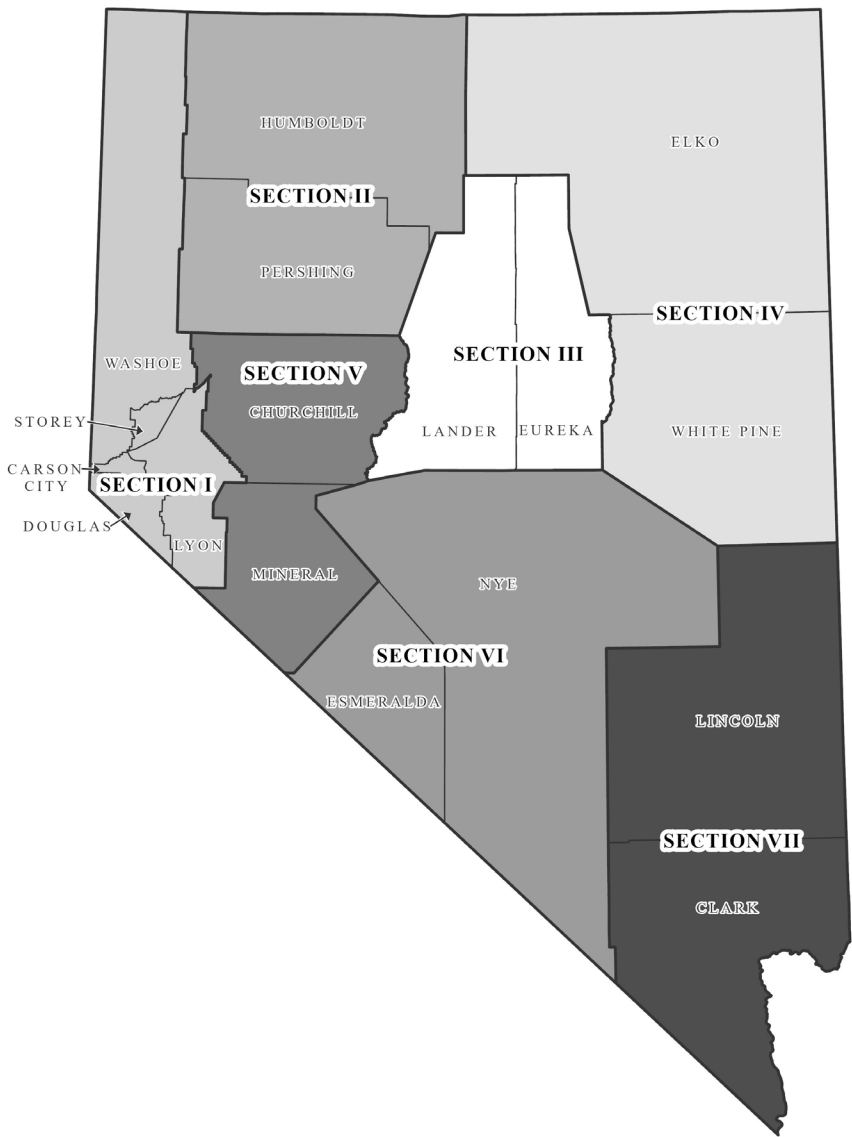 HUMBOLDT
ELKO
SECTION II
PERSHING
SECTION IV
SECTION III
WASHOE
SECTION V
CHURCHILL
STOREY
LANDER
EUREKA
WHITE PINE
CARSON
CITY
SECTION I
DOUGLAS
LYON
MINERAL
NYE
SECTION VI
ESMERALDA
LINCOLN
SECTION VII
CLARK